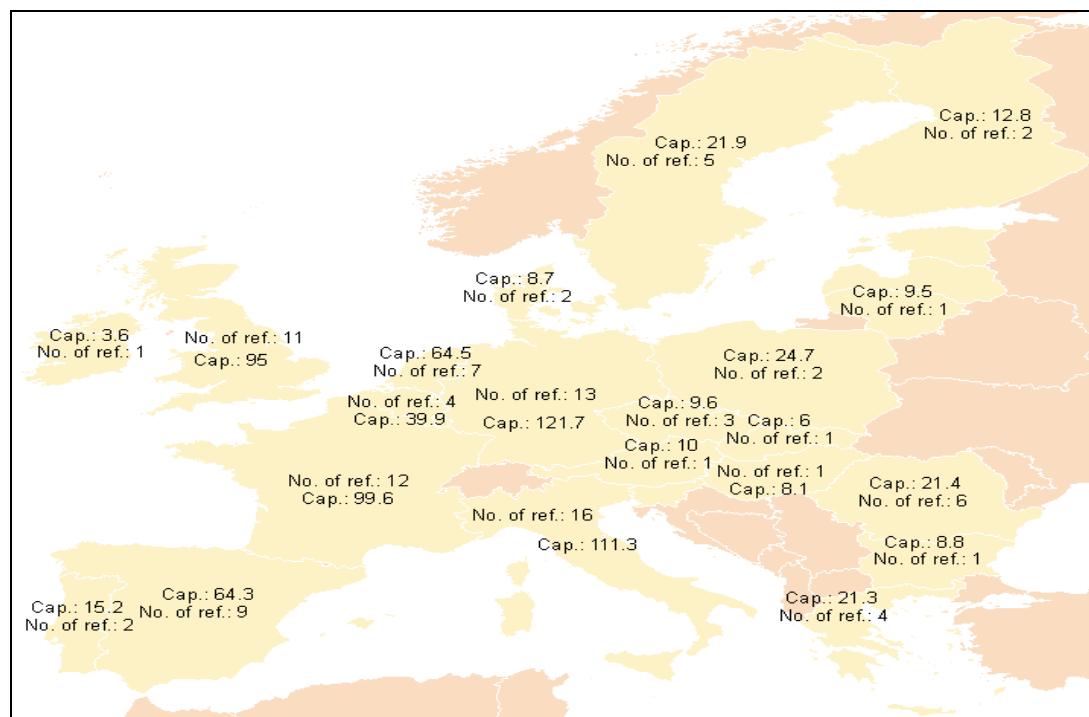 Cap.: 12.8
No. of ref.: 2
Cap.: 21.9
No. of ref.: 5
Cap.: 8.7
No. of ref.: 2
Cap.: 9.5
No. of ref.: 1
Cap.: 3.6
No. of ref.: 1
No. of ref.: 11
Cap.: 95
Cap.: 64.5
No. of ref.: 7
Cap.: 24.7
No. of ref.: 2
No. of ref.: 13
Cap.: 121.7
No. of ref.: 4
Cap.: 39.9
Cap.: 9.6
No. of ref.: 3
Cap.: 6
No. of ref.: 1
Cap.: 10
No. of ref.: 1
No. of ref.: 1
Cap.: 8.1
No. of ref.: 12
Cap.: 99.6
Cap.: 21.4
No. of ref.: 6
No. of ref.: 16
Cap.: 111.3
Cap.: 8.8
No. of ref.: 1
Cap.: 64.3
No. of ref.: 9
Cap.: 15.2
No. of ref.: 2
Cap.: 21.3
No. of ref.: 4